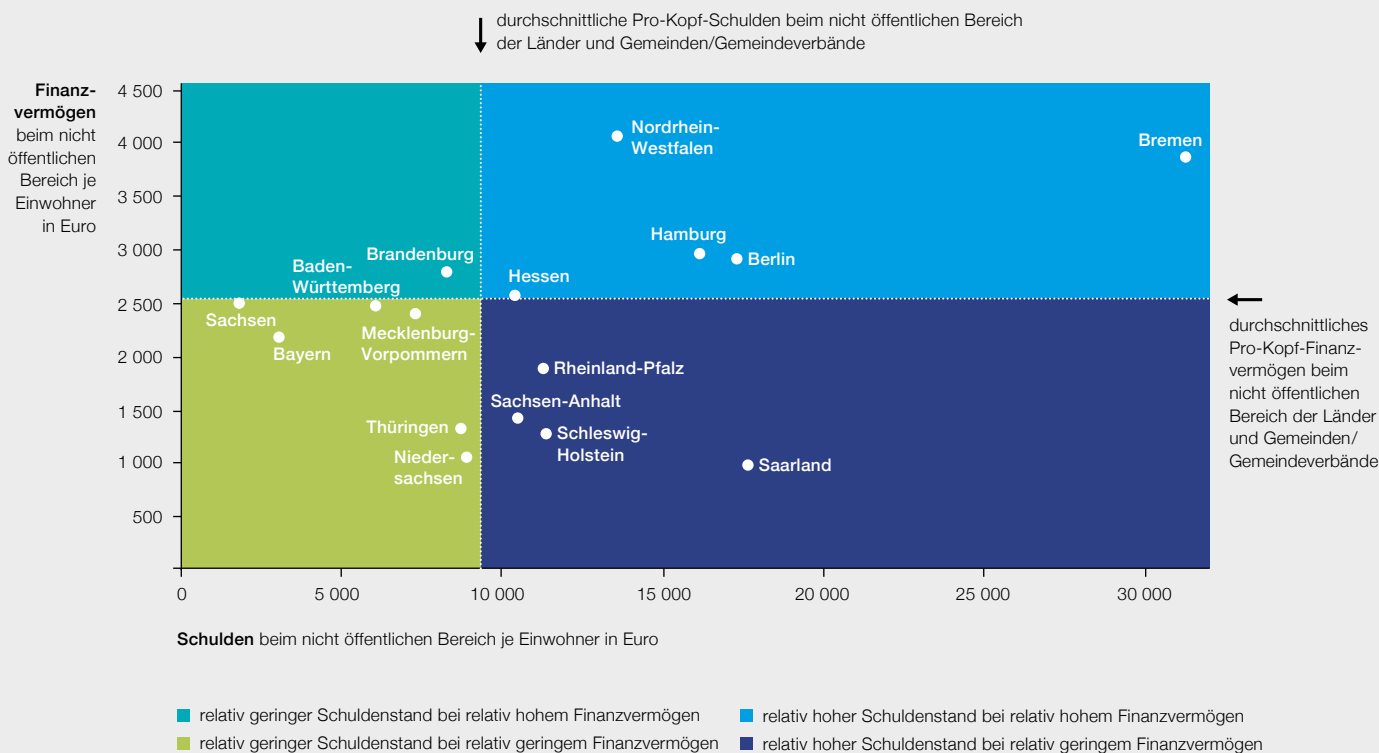 durchschnittliche Pro-Kopf-Schulden beim nicht öffentlichen Bereich
der Länder und Gemeinden/Gemeindeverbände
Finanz-
vermögen
beim nicht
öffentlichen
Bereich je
Einwohner
in Euro
4 500
4 000
3 500
3 000
2 500
2 000
1 500
1 000
500
Nordrhein-
Westfalen
Bremen
Hamburg
Berlin
Brandenburg
Baden-
Württemberg
Hessen
Sachsen
Bayern
Mecklenburg-
Vorpommern
Rheinland-Pfalz
Sachsen-Anhalt
Thüringen
Schleswig-
Holstein
Nieder-
sachsen
Saarland
durchschnittliches
Pro-Kopf-Finanz-
vermögen beim
nicht öffentlichen
Bereich der Länder
und Gemeinden/
Gemeindeverbände
0
5 000
10 000
15 000
20 000
25 000
30 000
Schulden beim nicht öffentlichen Bereich je Einwohner in Euro
relativ geringer Schuldenstand bei relativ hohem Finanzvermögen
relativ hoher Schuldenstand bei relativ hohem Finanzvermögen
relativ geringer Schuldenstand bei relativ geringem Finanzvermögen
relativ hoher Schuldenstand bei relativ geringem Finanzvermögen